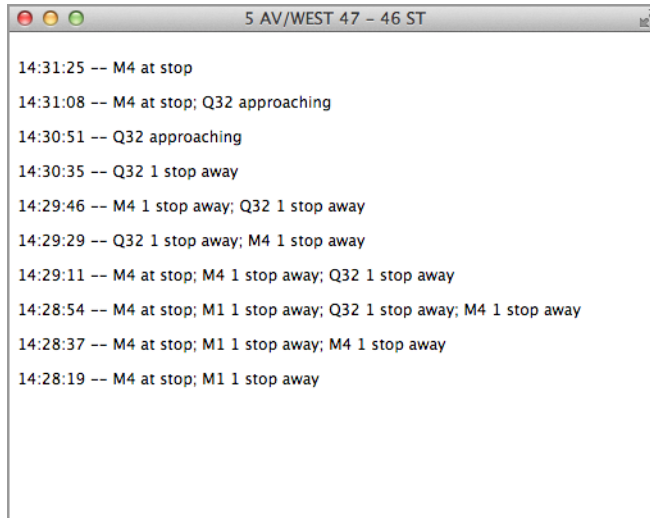 5 AV/WEST 47 – 46 ST
14:31:25 -- M4 at stop
14:31:08 -- M4 at stop; Q32 approaching
14:30:51 -- Q32 approaching
14:30:35 -- Q32 1 stop away
14:29:46 -- M4 1 stop away; Q32 1 stop away
14:29:29 -- Q32 1 stop away; M4 1 stop away
14:29:11 -- M4 at stop; M4 1 stop away; Q32 1 stop away
14:28:54 -- M4 at stop; M1 1 stop away; Q32 1 stop away; M4 1 stop away
14:28:37 -- M4 at stop; M1 1 stop away; M4 1 stop away
14:28:19 -- M4 at stop; M1 1 stop away